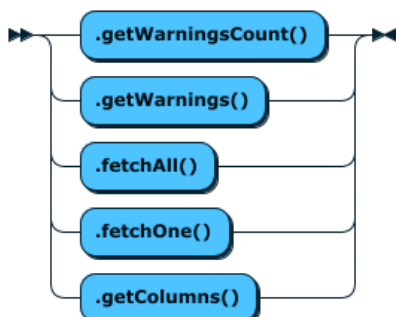 .getWarningsCount()
.getWarnings()
.fetchAll()
.fetchOne()
.getColumns()